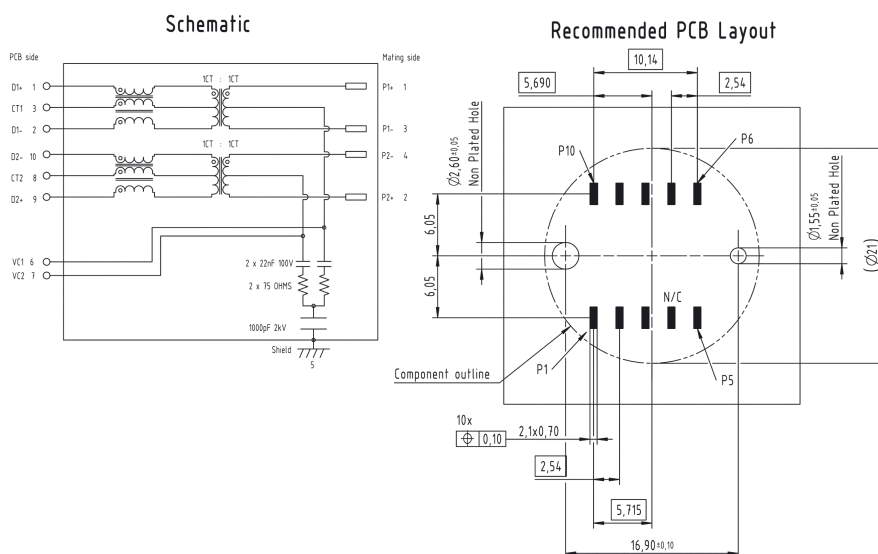 Schematic
PCB side
Mating side
1CT : 1CT
D1+ 1
P1+ 1
CT1 3
D1- 2
P1- 3
1CT : 1CT
D2- 10
P2- 4
CT2 8
D2+ 9
P2+ 2
VC1 6
VC2 7
2 x 22nF 100V
2 x 75 OHMS
1000pF 2kV
Shield
5
Recommended PCB Layout
10,14
5,690
2,54
P10
P6
Ø2,60±0,05
Non Plated Hole
6,05
6,05
Ø1,55±0,05
Non Plated Hole
(Ø21)
N/C
P1
P5
Component outline
10x
⌖ 0,10
2,1x0,70
2,54
5,715
16,90±0,10